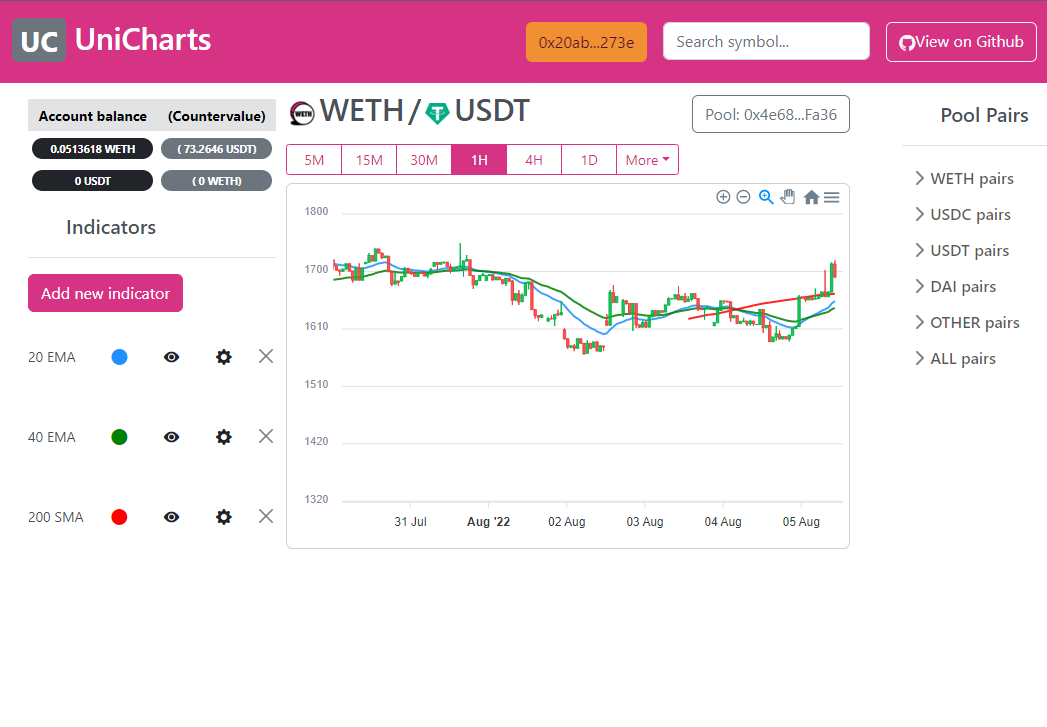 UC UniCharts
0x20ab...273e
Search symbol...
View on Github
Account balance (Countervalue)
0.0513618 WETH ( 73.2646 USDT)
0 USDT ( 0 WETH)
Indicators
Add new indicator
20 EMA
40 EMA
200 SMA
WETH WETH / USDT
Pool: 0x4e68...Fa36
5M 15M 30M 1H 4H 1D More
1800
1700
1610
1510
1420
1320
31 Jul Aug '22 02 Aug 03 Aug 04 Aug 05 Aug
Pool Pairs
WETH pairs
USDC pairs
USDT pairs
DAI pairs
OTHER pairs
ALL pairs